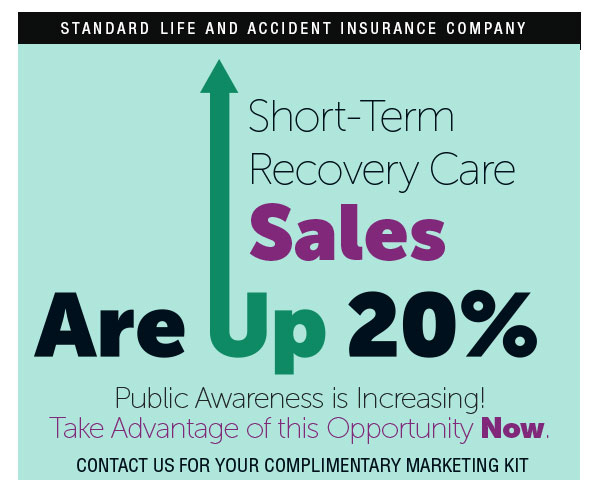 STANDARD LIFE AND ACCIDENT INSURANCE COMPANY
Short-Term
Recovery Care
Sales
Are Up 20%
Public Awareness is Increasing!
Take Advantage of this Opportunity Now.
CONTACT US FOR YOUR COMPLIMENTARY MARKETING KIT